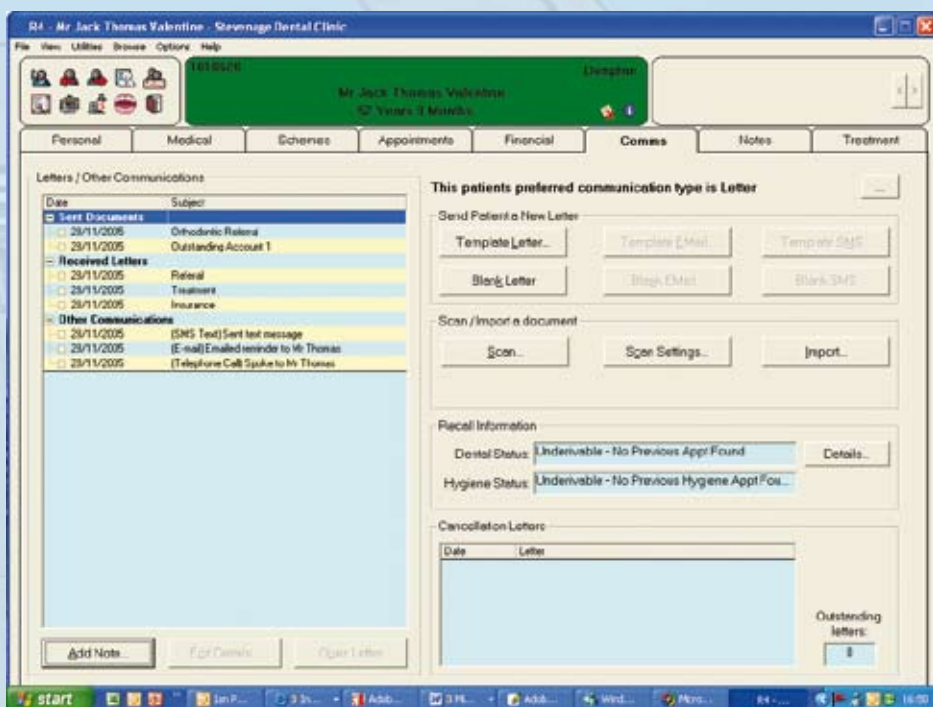 R4 - Mr Jack Thomas Valentine - Stevenage Dental Clinic
File View Utilities Browse Options Help
Mr Jack Thomas Valentine
Personal Medical Schemes Appointments Financial Comms Notes Treatment
Letters / Other Communications
Date Subject
Sent Documents
28/11/2005 Orthodontic Referral
28/11/2005 Outstanding Account 1
Received Letters
28/11/2005 Referal
28/11/2005 Treatment
28/11/2005 Insurance
Other Communications
28/11/2005 (SMS Text) Sent text message
28/11/2005 (E-mail) Emailed reminder to Mr Thomas
28/11/2005 (Telephone Call) Spoke to Mr Thomas
Add Note...
Edit Details...
Open Letter
This patients preferred communication type is Letter
...
Send Patient a New Letter
Template Letter... Template EMail... Template SMS
Blank Letter Blank EMail Blank SMS
Scan / Import a document
Scan... Scan Settings... Import...
Recall Information
Dental Status: Underivable - No Previous Appt Found Details...
Hygiene Status: Underivable - No Previous Hygiene Appt Fou...
Cancellation Letters
Date Letter
Outstanding
letters:
0
start Adob... Wind... Micro... R4 - ... 16:50